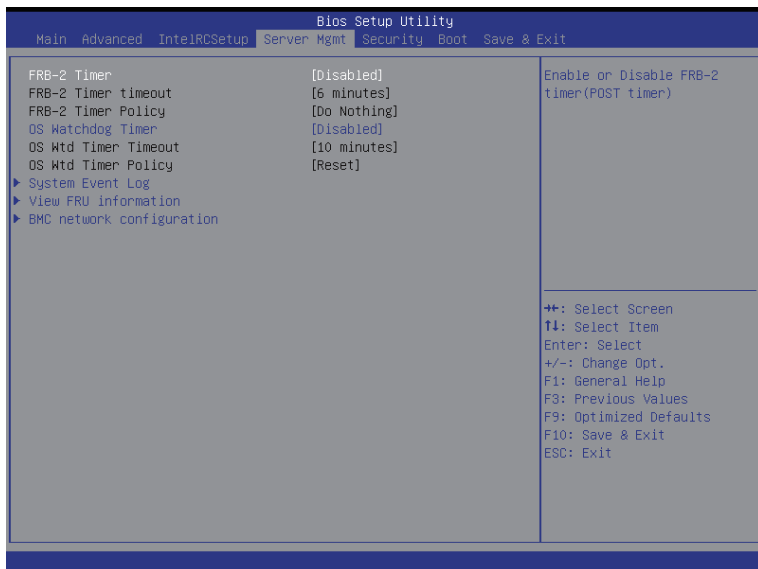 Bios Setup Utility
Main Advanced IntelRCSetup Server Mgmt Security Boot Save & Exit
FRB-2 Timer [Disabled]
FRB-2 Timer timeout [6 minutes]
FRB-2 Timer Policy [Do Nothing]
OS Watchdog Timer [Disabled]
OS Wtd Timer Timeout [10 minutes]
OS Wtd Timer Policy [Reset]
System Event Log
View FRU information
BMC network configuration
Enable or Disable FRB-2
timer(POST timer)
→←: Select Screen
↑↓: Select Item
Enter: Select
+/-: Change Opt.
F1: General Help
F3: Previous Values
F9: Optimized Defaults
F10: Save & Exit
ESC: Exit